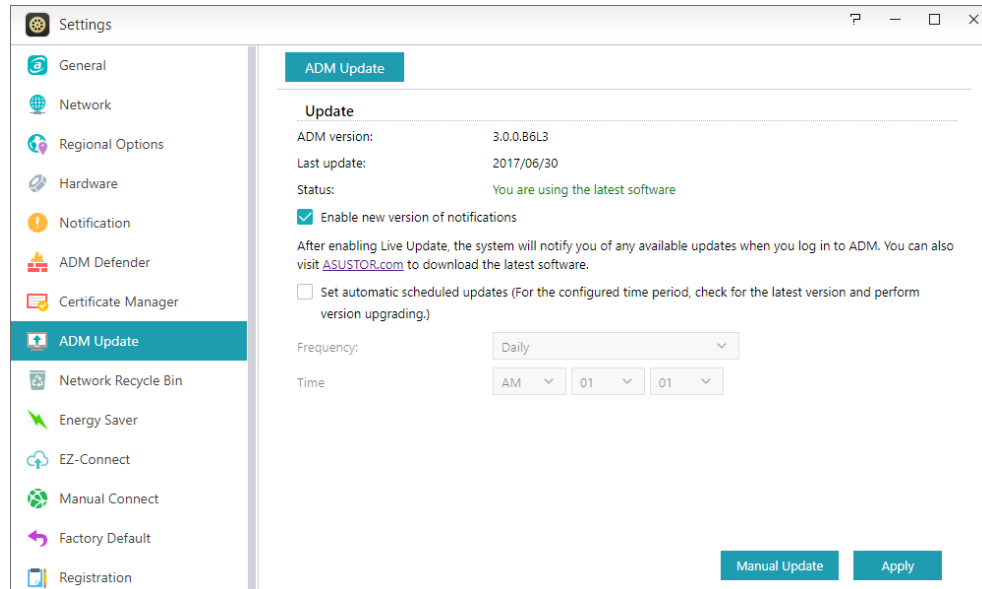 Settings
General
Network
Regional Options
Hardware
Notification
ADM Defender
Certificate Manager
ADM Update
Network Recycle Bin
Energy Saver
EZ-Connect
Manual Connect
Factory Default
Registration
ADM Update
Update
ADM version: 3.0.0.B6L3
Last update: 2017/06/30
Status: You are using the latest software
Enable new version of notifications
After enabling Live Update, the system will notify you of any available updates when you log in to ADM. You can also
visit ASUSTOR.com to download the latest software.
Set automatic scheduled updates (For the configured time period, check for the latest version and perform
version upgrading.)
Frequency: Daily
Time AM 01 01
Manual Update Apply